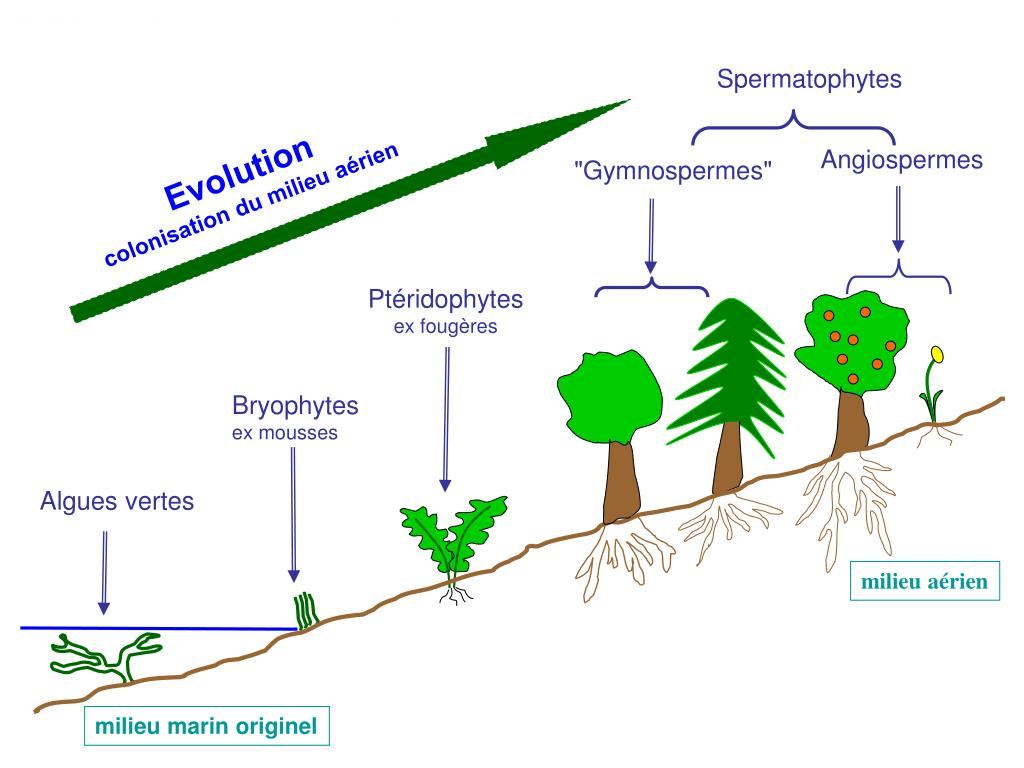 Spermatophytes
Evolution
colonisation du milieu aérien
"Gymnospermes"
Angiospermes
Ptéridophytes
ex fougères
Bryophytes
ex mousses
Algues vertes
milieu aérien
milieu marin originel